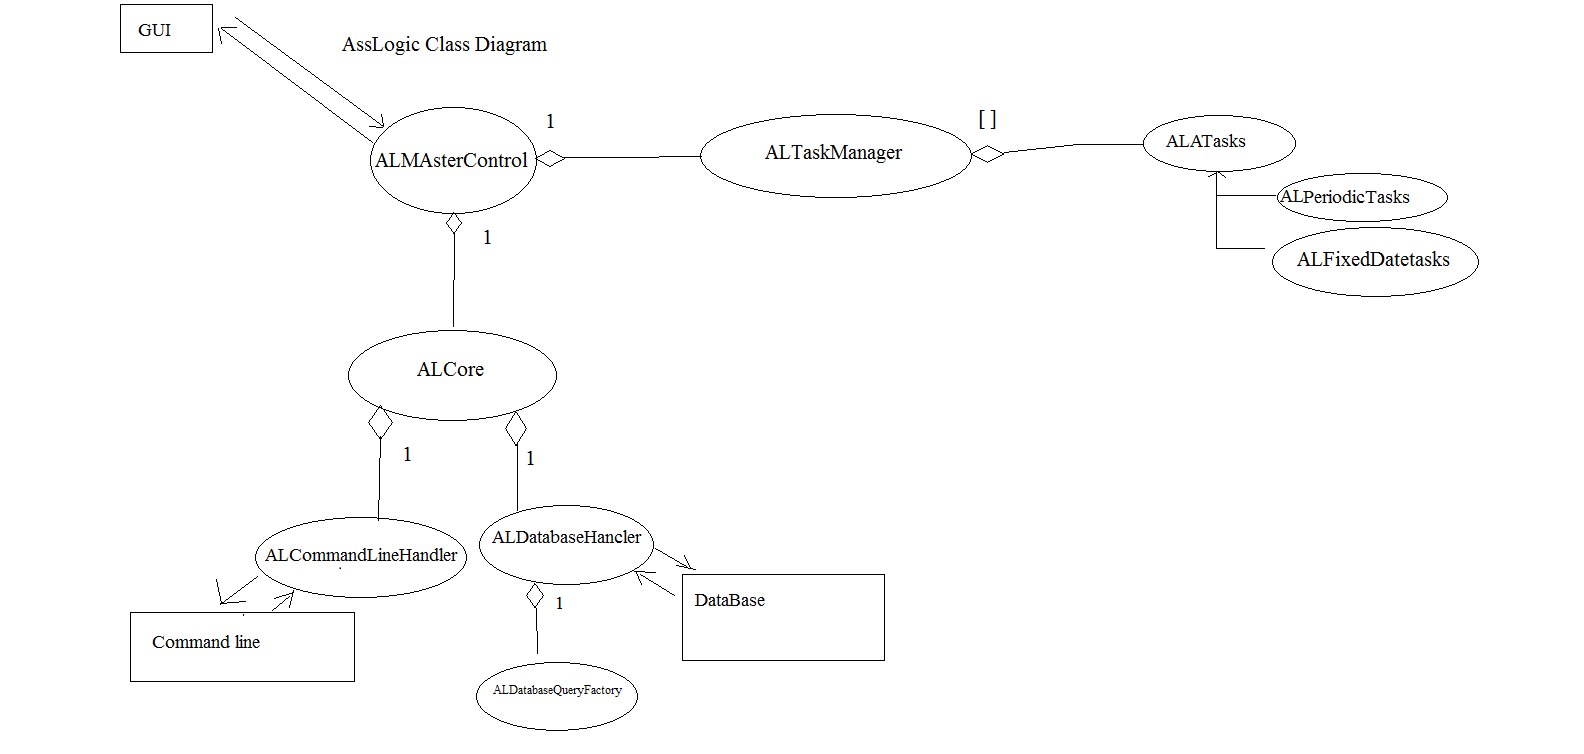 GUI
AssLogic Class Diagram
1
[ ]
ALMAsterControl
ALTaskManager
ALATasks
ALPeriodicTasks
1
ALFixedDatetasks
ALCore
1
1
ALCommandLineHandler
ALDatabaseHancler
1
DataBase
Command line
ALDatabaseQueryFactory